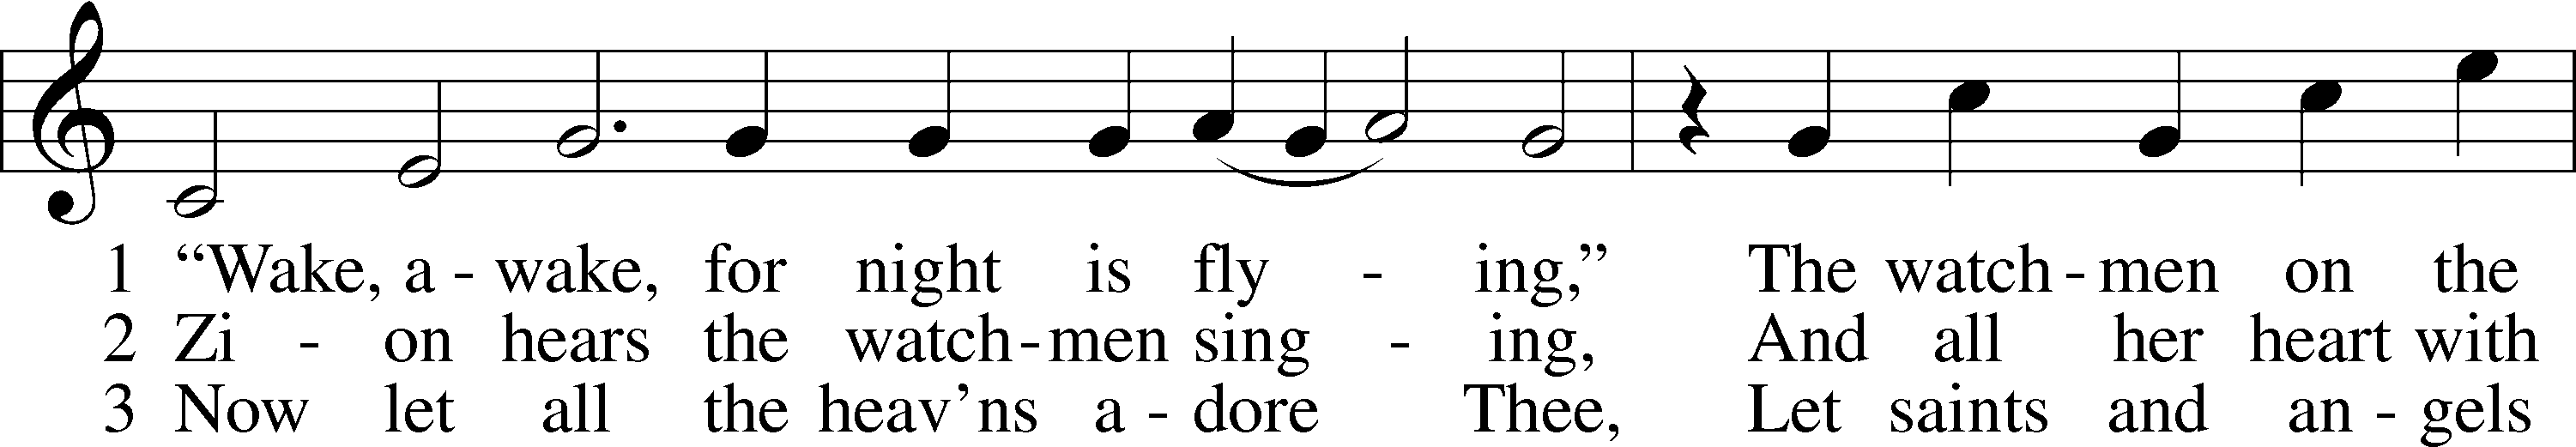 1 “Wake, a - wake, for night is fly - ing,” The watch - men on the
2 Zi - on hears the watch - men sing - ing, And all her heart with
3 Now let all the heav’ns a - dore Thee, Let saints and an - gels